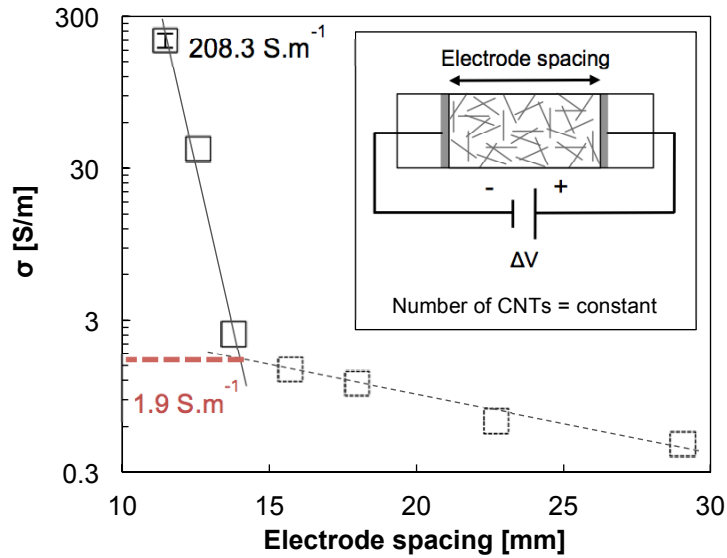 300
30
3
0.3
σ [S/m]
208.3 S.m⁻¹
1.9 S.m⁻¹
Electrode spacing
- +
ΔV
Number of CNTs = constant
10 15 20 25 30
Electrode spacing [mm]